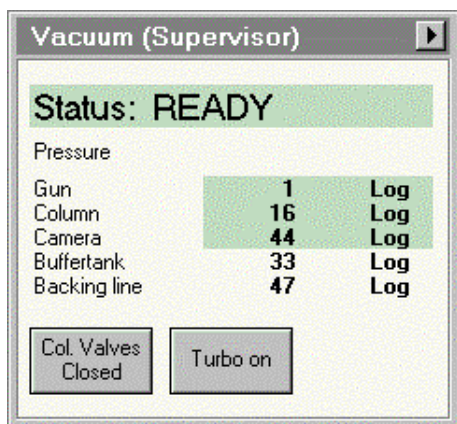 Vacuum (Supervisor)
Status: READY
Pressure
Gun 1 Log
Column 16 Log
Camera 44 Log
Buffertank 33 Log
Backing line 47 Log
Col. Valves
Closed
Turbo on